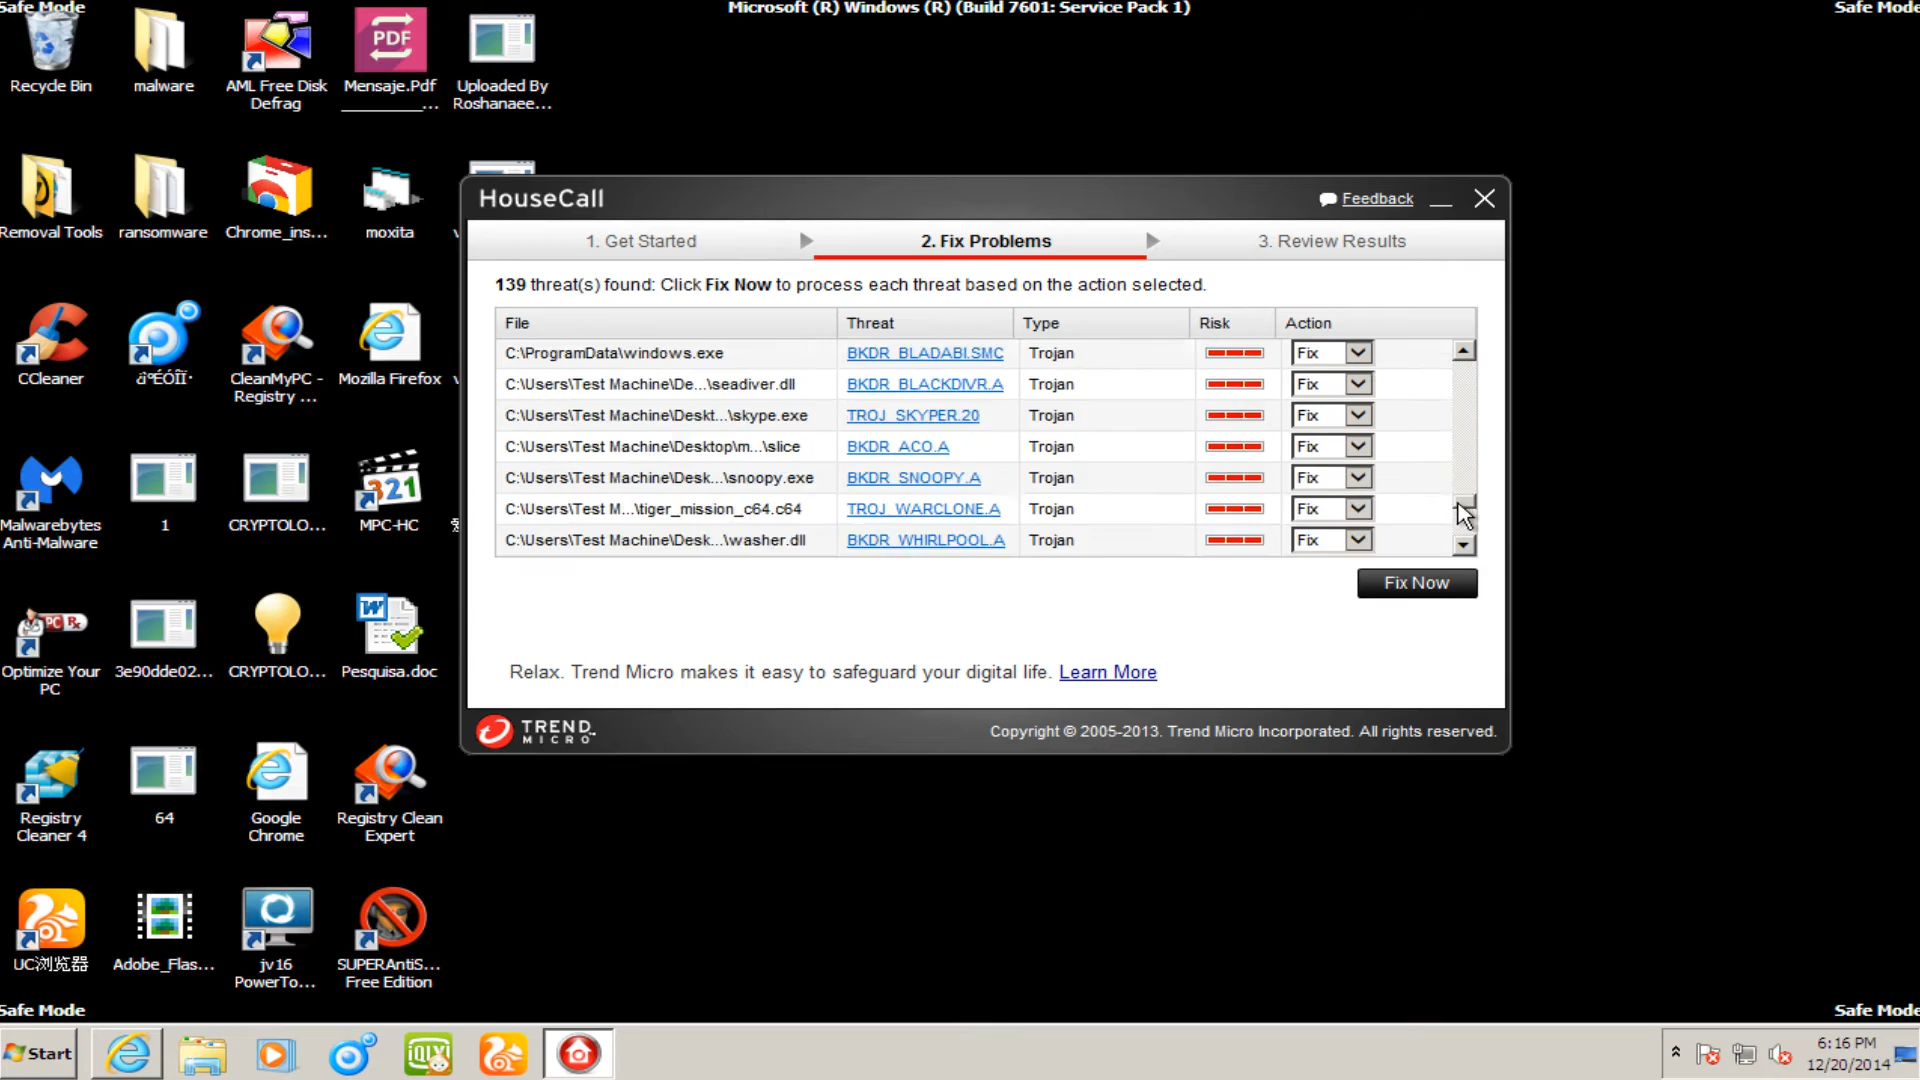 Safe Mode
Microsoft (R) Windows (R) (Build 7601: Service Pack 1)
Safe Mode
Recycle Bin
malware
AML Free Disk
Defrag
PDF
Mensaje.Pdf
________...
Uploaded By
Roshanaee...
Removal Tools
ransomware
Chrome_ins...
moxita
CCleaner
äºÉÓÎÏ·
CleanMyPC -
Registry ...
Mozilla Firefox
Malwarebytes
Anti-Malware
1
CRYPTOLO...
321
MPC-HC
PC Rx
Optimize Your
PC
3e90dde02...
CRYPTOLO...
W
Pesquisa.doc
Registry
Cleaner 4
64
Google
Chrome
Registry Clean
Expert
UC浏览器
Adobe_Flas...
jv16
PowerTo...
SUPERAntiS...
Free Edition
HouseCall
Feedback
1. Get Started
2. Fix Problems
3. Review Results
139 threat(s) found: Click Fix Now to process each threat based on the action selected.
File Threat Type Risk Action
C:\ProgramData\windows.exe BKDR_BLADABI.SMC Trojan Fix
C:\Users\Test Machine\De...\seadiver.dll BKDR_BLACKDIVR.A Trojan Fix
C:\Users\Test Machine\Deskt...\skype.exe TROJ_SKYPER.20 Trojan Fix
C:\Users\Test Machine\Desktop\m...\slice BKDR_ACO.A Trojan Fix
C:\Users\Test Machine\Desk...\snoopy.exe BKDR_SNOOPY.A Trojan Fix
C:\Users\Test M...\tiger_mission_c64.c64 TROJ_WARCLONE.A Trojan Fix
C:\Users\Test Machine\Desk...\washer.dll BKDR_WHIRLPOOL.A Trojan Fix
Fix Now
Relax. Trend Micro makes it easy to safeguard your digital life. Learn More
TREND
MICRO
Copyright © 2005-2013. Trend Micro Incorporated. All rights reserved.
Safe Mode
Safe Mode
Start
iQIYI
6:16 PM
12/20/2014